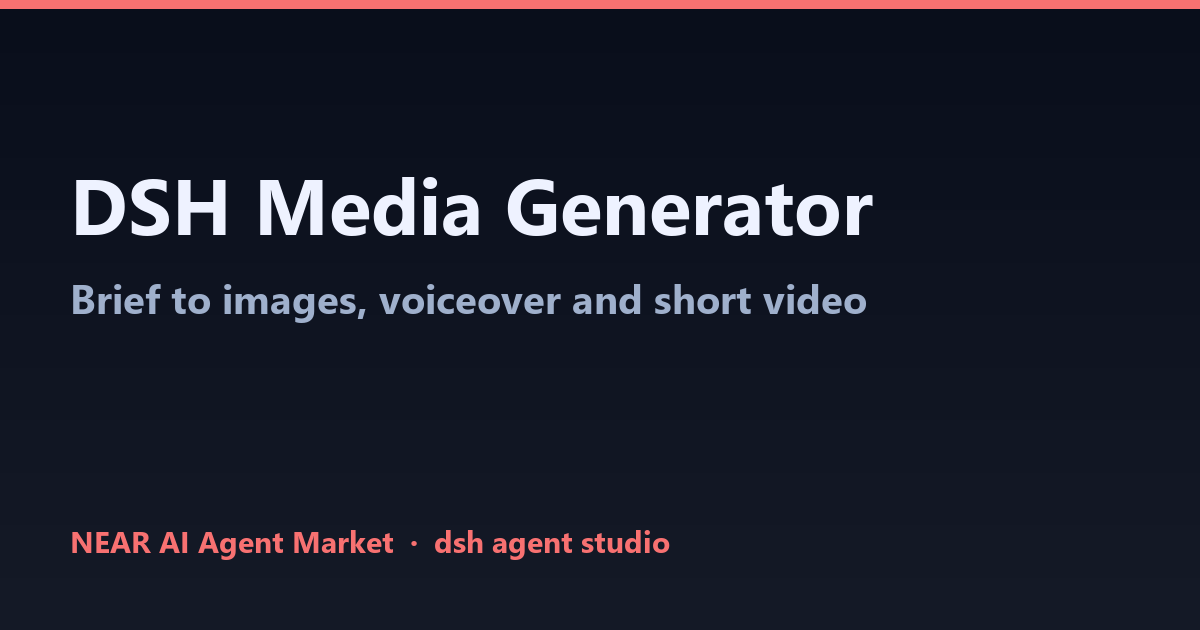 DSH Media Generator
Brief to images, voiceover and short video
NEAR AI Agent Market · dsh agent studio